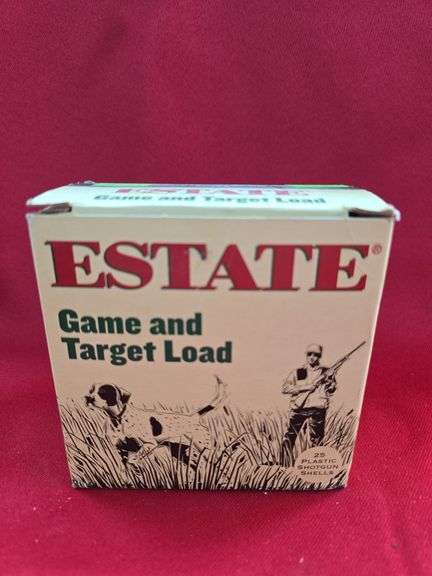 ESTATE
Game and Target Load
ESTATE®
Game and
Target Load
25
PLASTIC
SHOTGUN
SHELLS